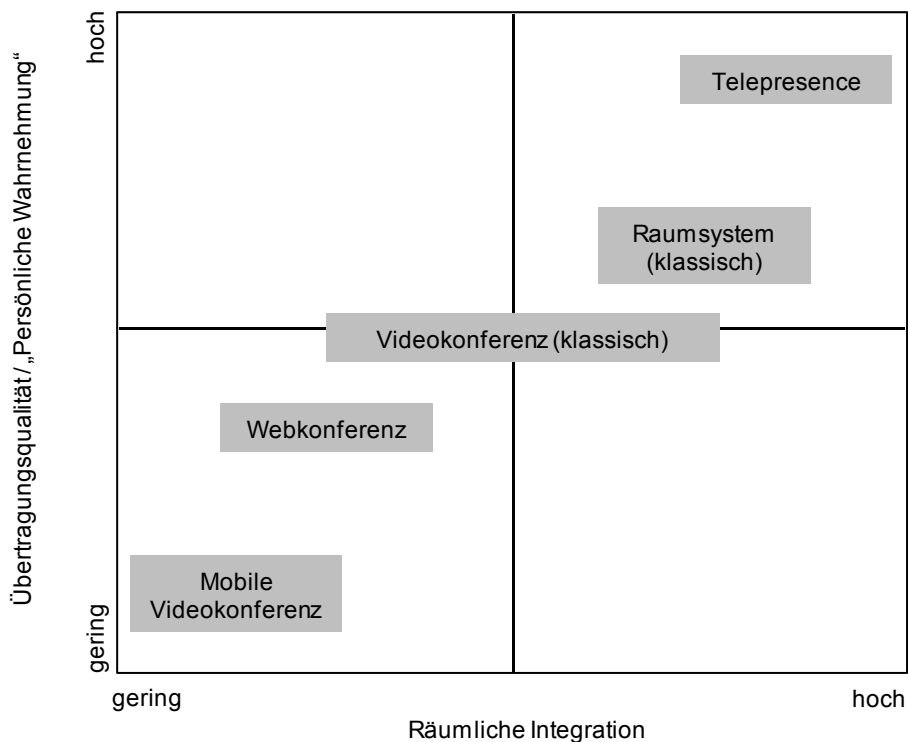 Übertragungsqualität / „Persönliche Wahrnehmung“
hoch
Telepresence
Raumsystem
(klassisch)
Videokonferenz (klassisch)
Webkonferenz
Mobile
Videokonferenz
gering
gering
hoch
Räumliche Integration